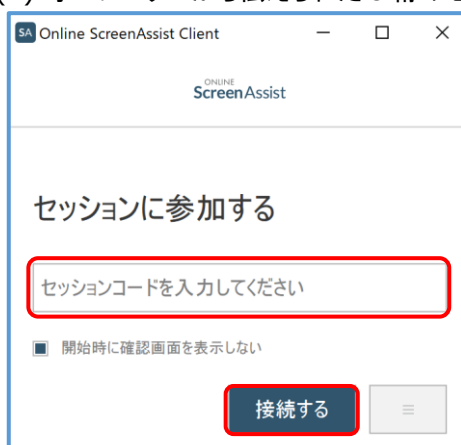 Online ScreenAssist Client
ONLINE
ScreenAssist
セッションに参加する
セッションコードを入力してください
開始時に確認画面を表示しない
接続する